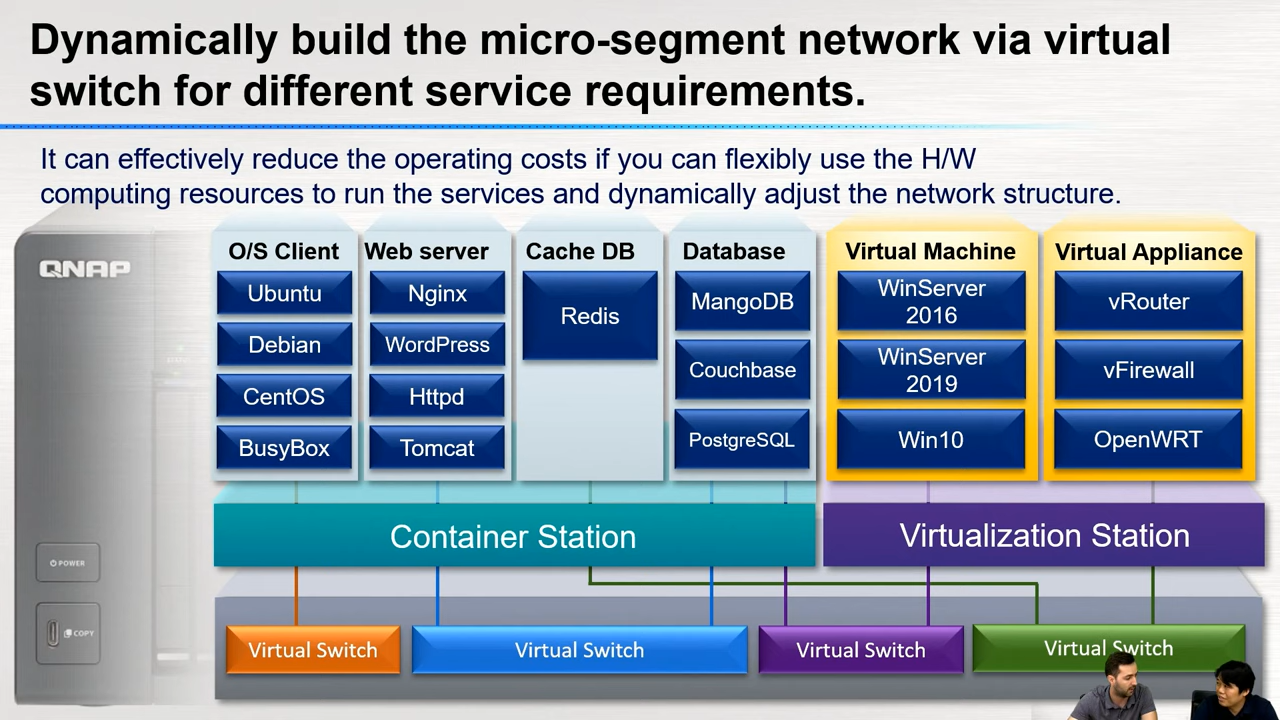 Dynamically build the micro-segment network via virtual
switch for different service requirements.
It can effectively reduce the operating costs if you can flexibly use the H/W
computing resources to run the services and dynamically adjust the network structure.
QNAP
O/S Client
Web server
Cache DB
Database
Virtual Machine
Virtual Appliance
Ubuntu
Debian
CentOS
BusyBox
Nginx
WordPress
Httpd
Tomcat
Redis
MangoDB
Couchbase
PostgreSQL
WinServer
2016
WinServer
2019
Win10
vRouter
vFirewall
OpenWRT
Container Station
Virtualization Station
POWER
COPY
Virtual Switch
Virtual Switch
Virtual Switch
Virtual Switch